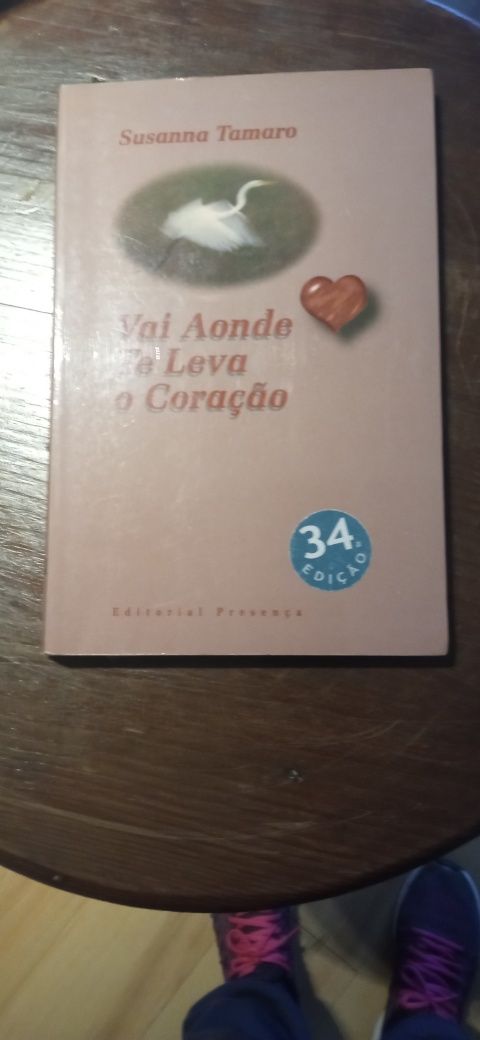 Susanna Tamaro
Vai Aonde
Te Leva
o Coração
34.ª
EDIÇÃO
Editorial Presença